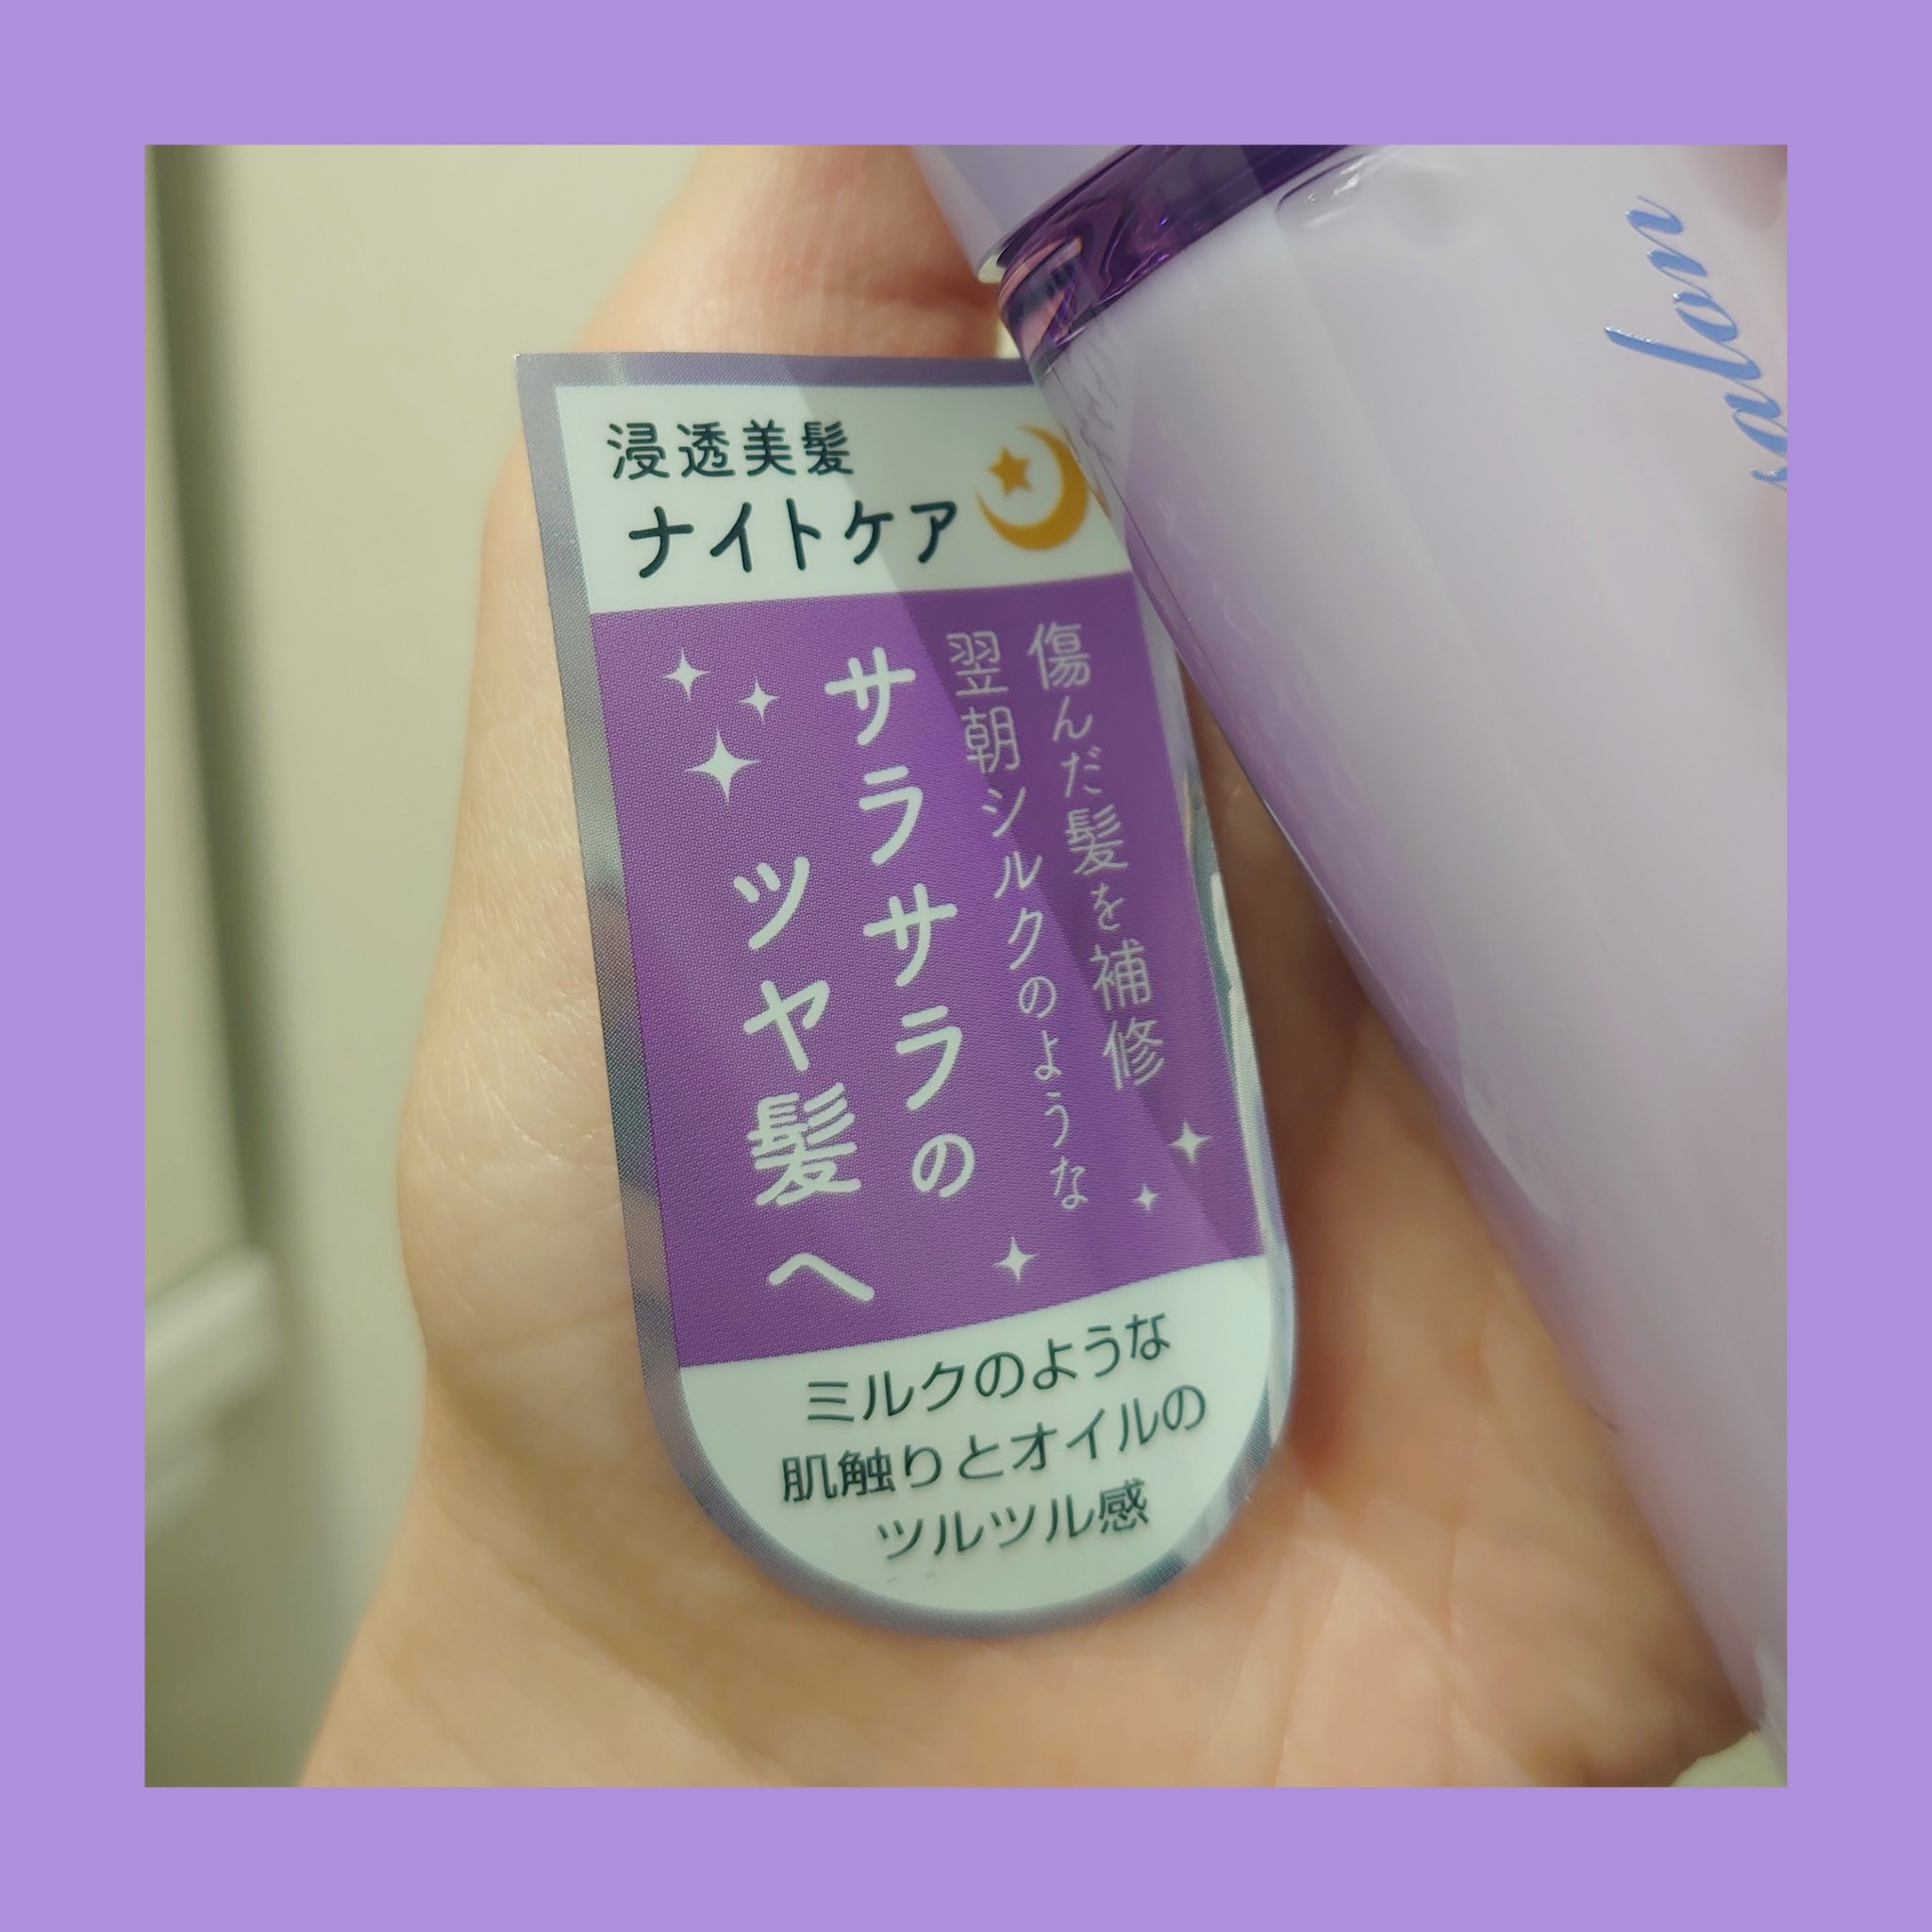 浸透美髪
ナイトケア
傷んだ髪を補修
翌朝シルクのような
サラサラの
ツヤ髪へ
ミルクのような
肌触りとオイルの
ツルツル感
salon